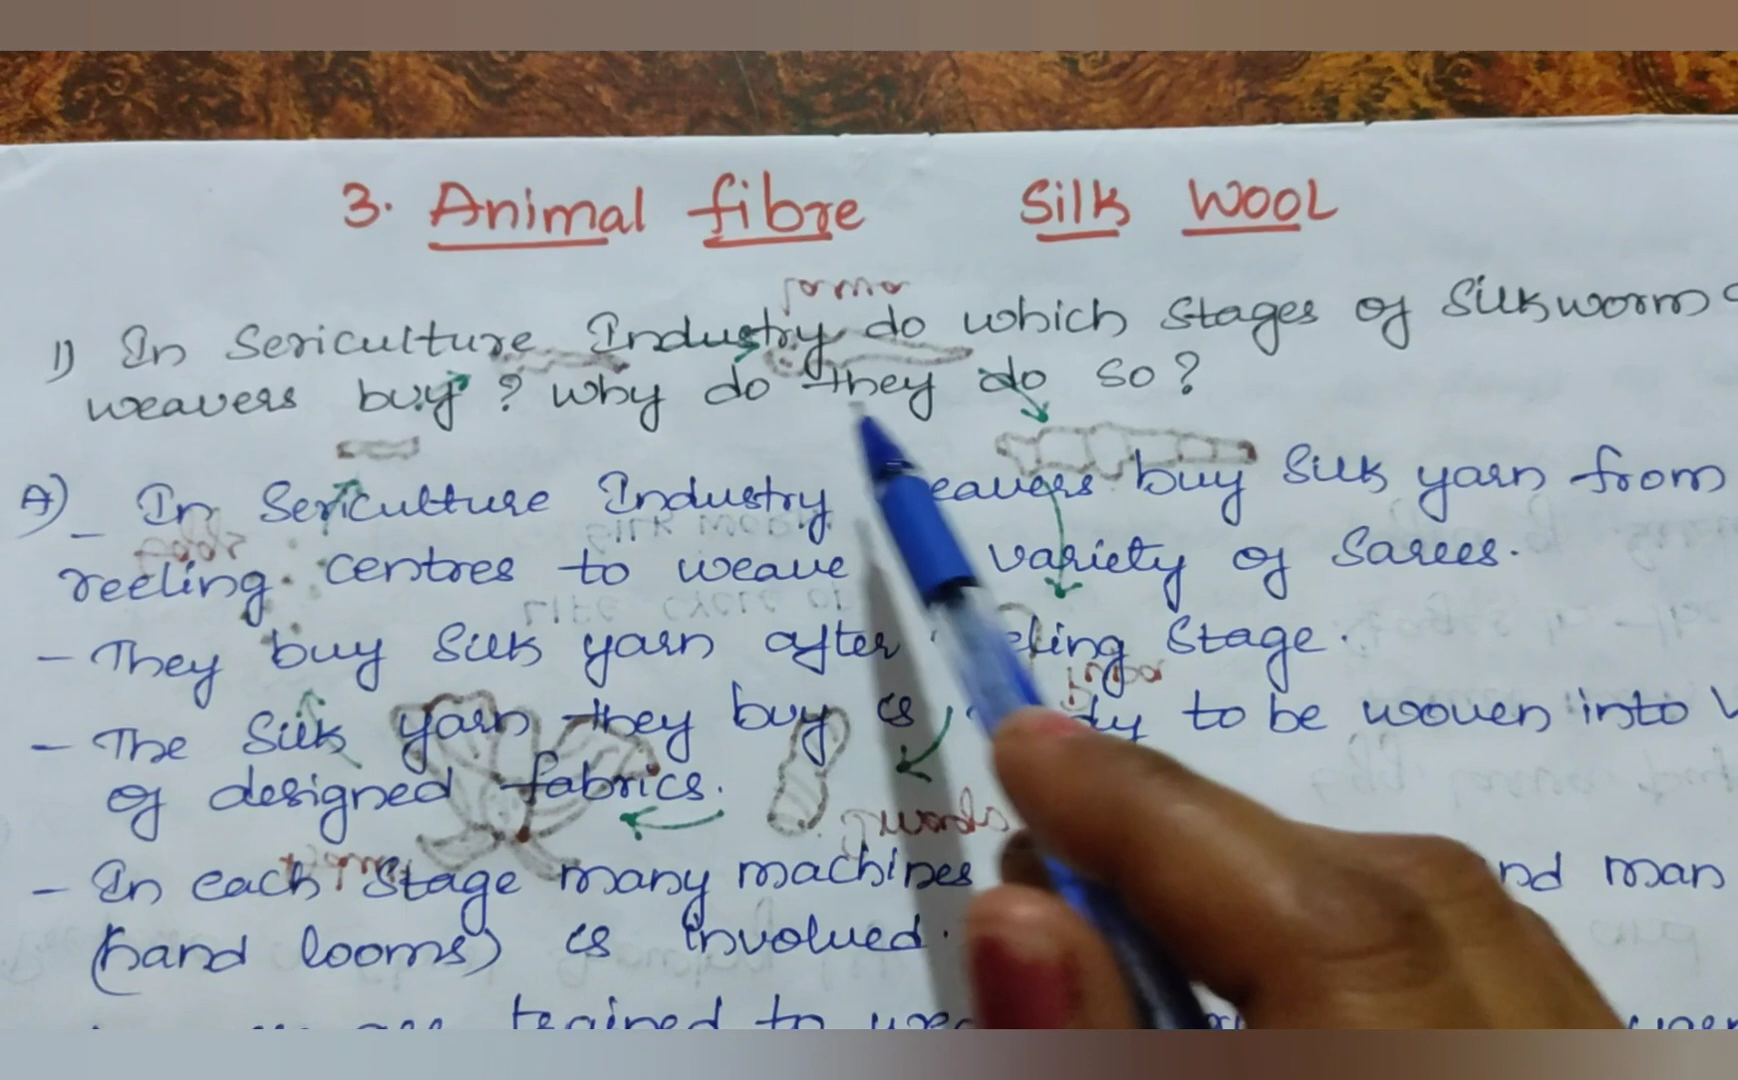 3. Animal fibre Silk Wool
1) In Sericulture Industry do which stages of Silkworm
weavers buy? why do they do so?
A) - In Sericulture Industry buy Silk yarn from
reeling centres to weave variety of Sarees.
- They buy Silk yarn after stage.
- The Silk yarn they buy is to be woven into
of designed fabrics.
- In each stage many machines man
(hand looms) is involved.
trained to